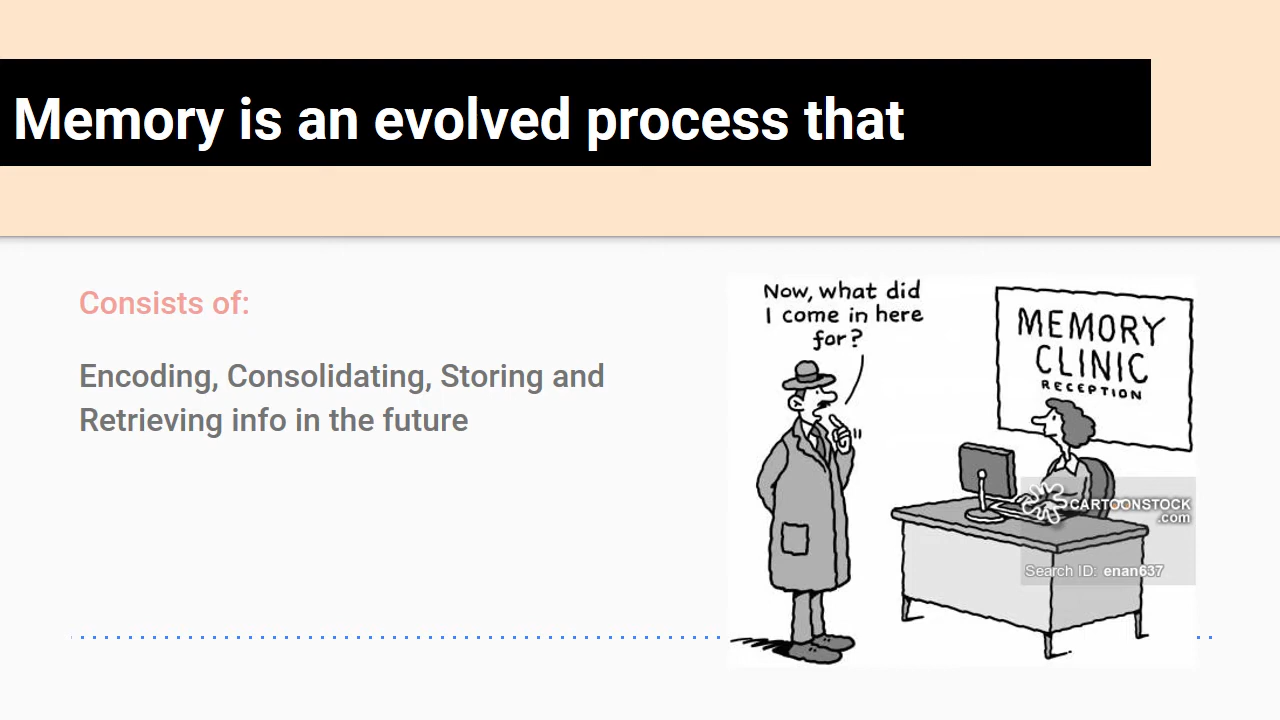 Memory is an evolved process that
Consists of:
Encoding, Consolidating, Storing and
Retrieving info in the future
Now, what did
I come in here
for?
MEMORY
CLINIC
RECEPTION
CARTOONSTOCK
.com
Search ID: enan637